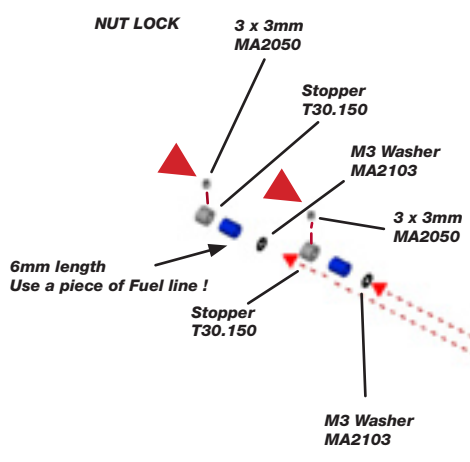 NUT LOCK
3 x 3mm
MA2050
Stopper
T30.150
M3 Washer
MA2103
3 x 3mm
MA2050
6mm length
Use a piece of Fuel line !
Stopper
T30.150
M3 Washer
MA2103